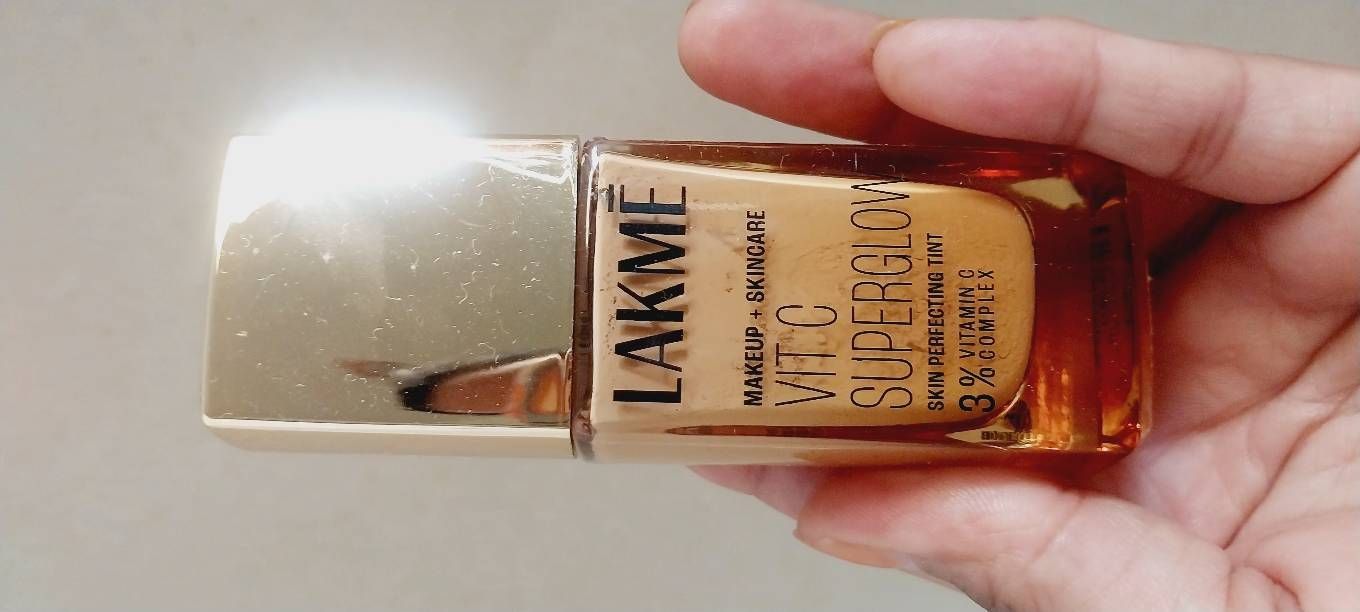 LAKMĒ
MAKEUP + SKINCARE
VIT C
SUPERGLOW
SKIN PERFECTING TINT
3% VITAMIN C
COMPLEX